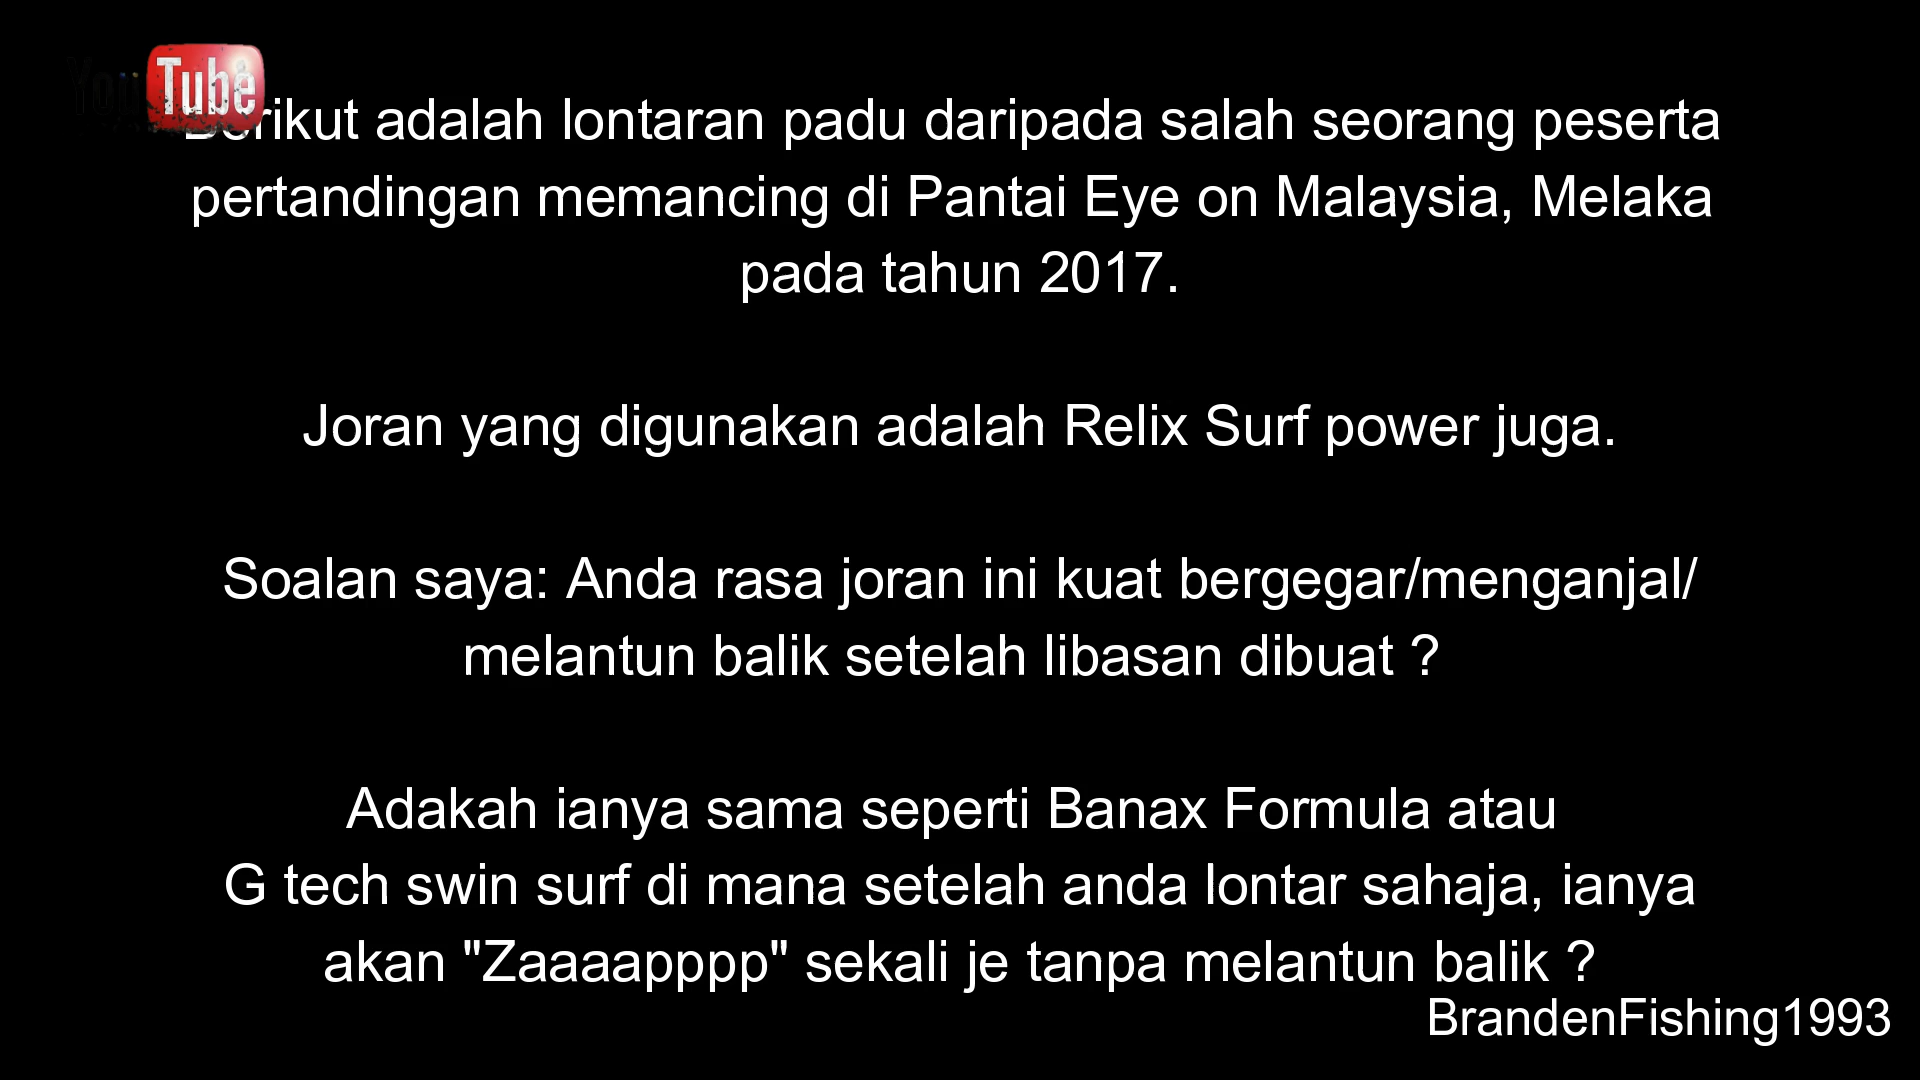 YouTube
Berikut adalah lontaran padu daripada salah seorang peserta
pertandingan memancing di Pantai Eye on Malaysia, Melaka
pada tahun 2017.
Joran yang digunakan adalah Relix Surf power juga.
Soalan saya: Anda rasa joran ini kuat bergegar/menganjal/
melantun balik setelah libasan dibuat ?
Adakah ianya sama seperti Banax Formula atau
G tech swin surf di mana setelah anda lontar sahaja, ianya
akan "Zaaaapppp" sekali je tanpa melantun balik ?
BrandenFishing1993